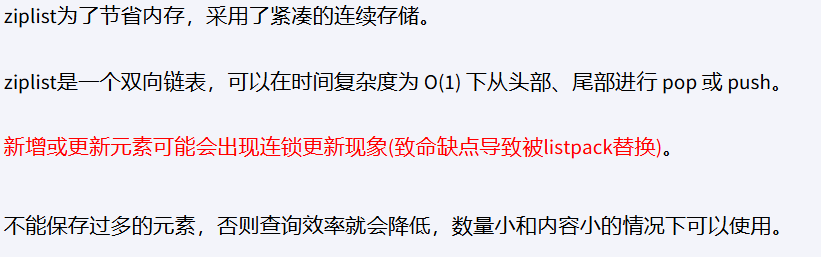 ziplist为了节省内存，采用了紧凑的连续存储。
ziplist是一个双向链表，可以在时间复杂度为 O(1) 下从头部、尾部进行 pop 或 push。
新增或更新元素可能会出现连锁更新现象(致命缺点导致被listpack替换)。
不能保存过多的元素，否则查询效率就会降低，数量小和内容小的情况下可以使用。